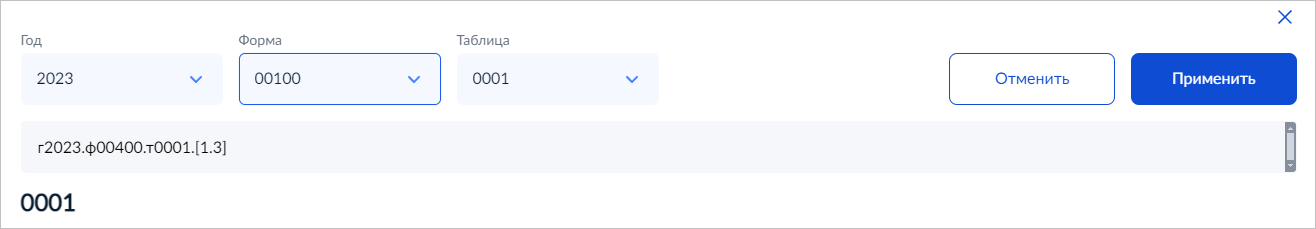 Год Форма Таблица
2023 00100 0001 Отменить Применить
г2023.ф00400.т0001.[1.3]
0001